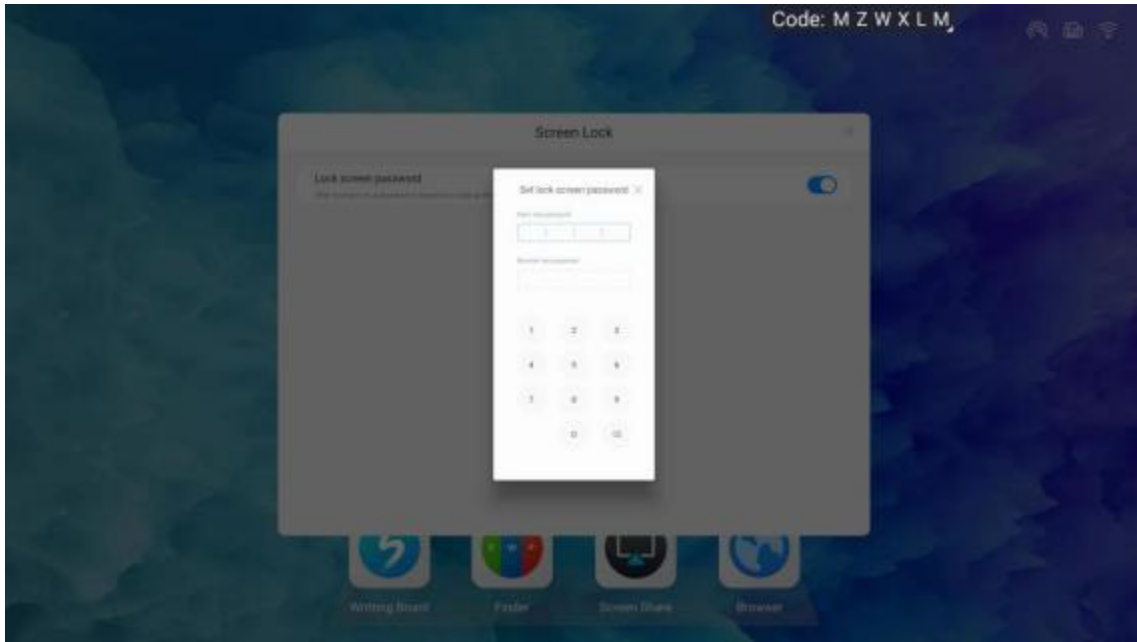 Code: M Z W X L M
Screen Lock
Lock screen password
Set lock screen password
1 2 3
4 5 6
7 8 9
0
Writing Board Finder Screen Share Browser